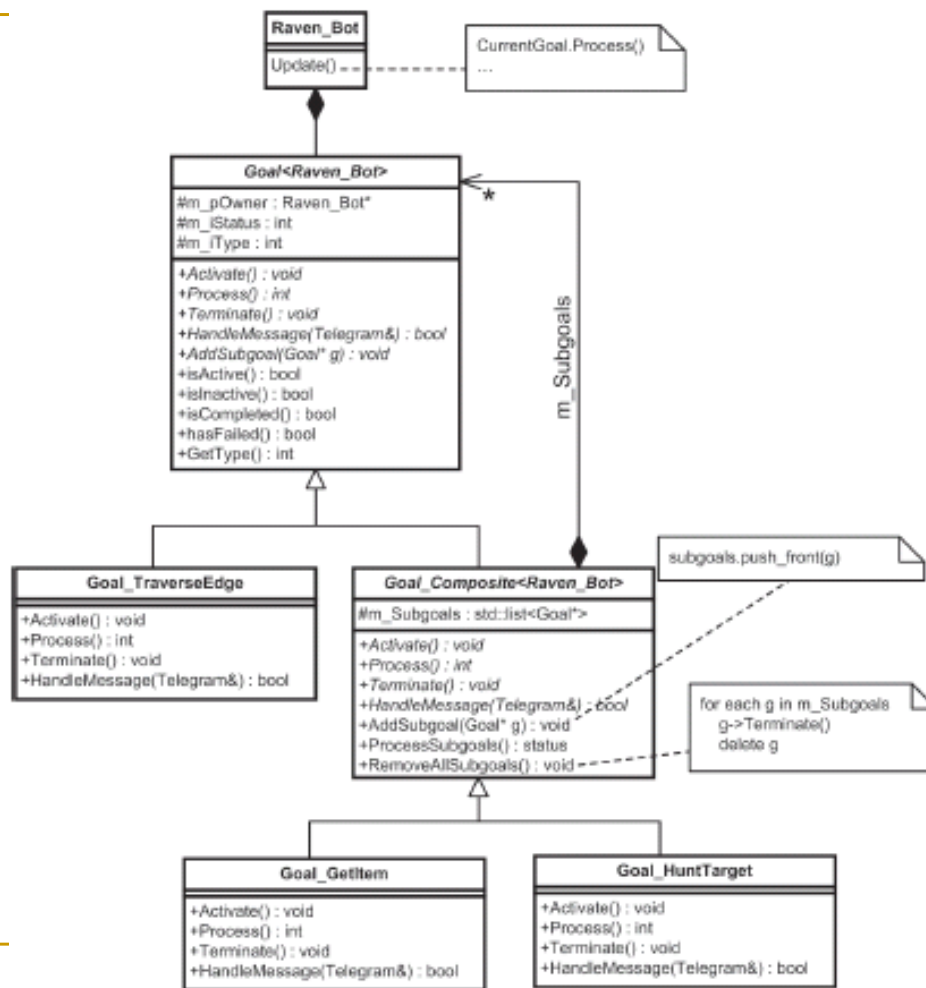 Raven_Bot
Update()
CurrentGoal.Process()
...
Goal<Raven_Bot>
#m_pOwner : Raven_Bot*
#m_iStatus : int
#m_iType : int
+Activate() : void
+Process() : int
+Terminate() : void
+HandleMessage(Telegram&) : bool
+AddSubgoal(Goal* g) : void
+isActive() : bool
+isInactive() : bool
+isCompleted() : bool
+hasFailed() : bool
+GetType() : int
*
m_Subgoals
Goal_TraverseEdge
+Activate() : void
+Process() : int
+Terminate() : void
+HandleMessage(Telegram&) : bool
Goal_Composite<Raven_Bot>
#m_Subgoals : std::list<Goal*>
+Activate() : void
+Process() : int
+Terminate() : void
+HandleMessage(Telegram&) : bool
+AddSubgoal(Goal* g) : void
+ProcessSubgoals() : status
+RemoveAllSubgoals() : void
subgoals.push_front(g)
for each g in m_Subgoals
g->Terminate()
delete g
Goal_GetItem
+Activate() : void
+Process() : int
+Terminate() : void
+HandleMessage(Telegram&) : bool
Goal_HuntTarget
+Activate() : void
+Process() : int
+Terminate() : void
+HandleMessage(Telegram&) : bool